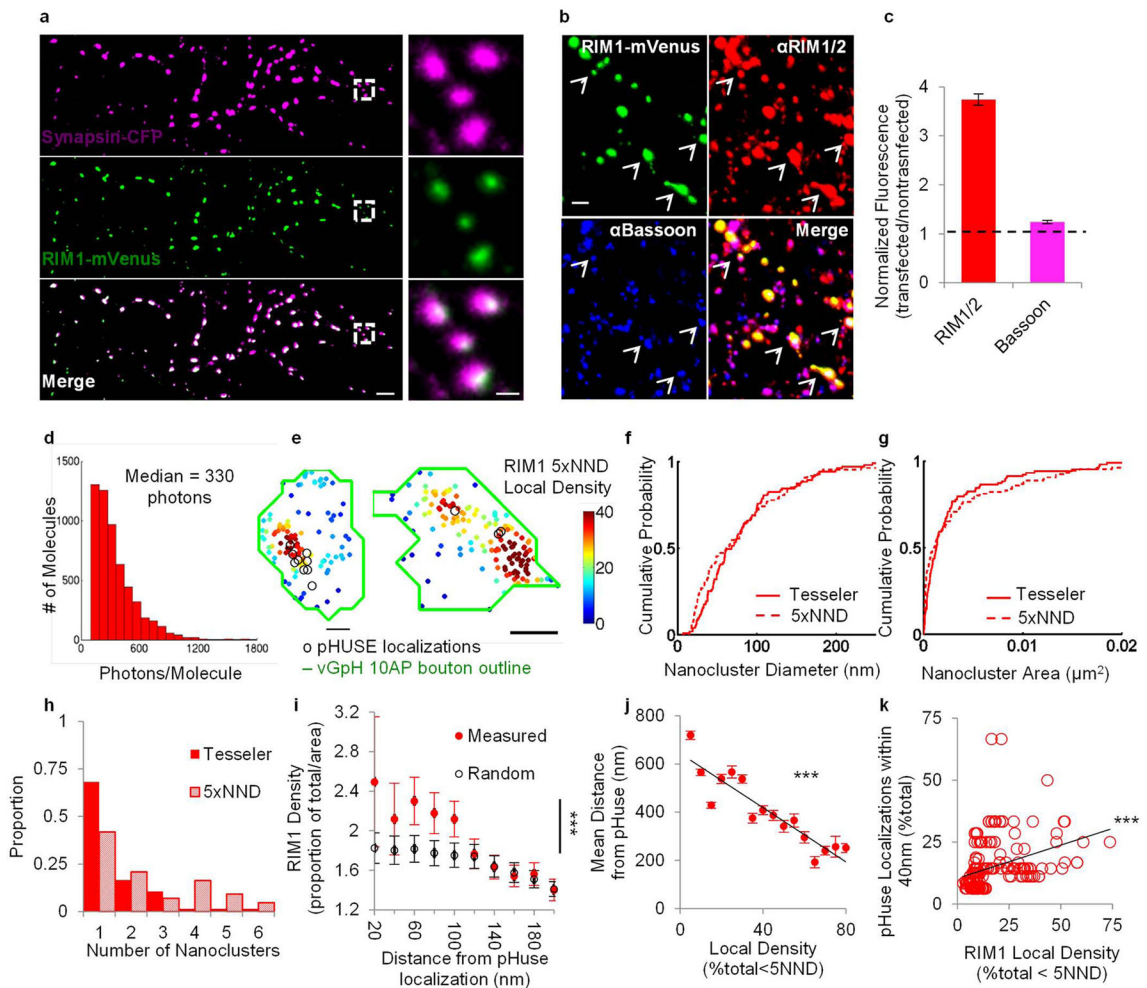 a
Synapsin-CFP
RIM1-mVenus
Merge
b
RIM1-mVenus
αRIM1/2
αBassoon
Merge
c
Normalized Fluorescence
(transfected/nontrasnfected)
4
3
2
1
0
RIM1/2
Bassoon
d
# of Molecules
1500
1000
500
0
Median = 330
photons
0 600 1200 1800
Photons/Molecule
e
RIM1 5xNND
Local Density
40
20
0
o pHUSE localizations
– vGpH 10AP bouton outline
f
Cumulative Probability
1
0.5
0
Tesseler
5xNND
0 100 200
Nanocluster Diameter (nm)
g
Cumulative Probability
1
0.5
0
Tesseler
5xNND
0 0.01 0.02
Nanocluster Area (µm²)
h
Proportion
1
0.75
0.5
0.25
0
Tesseler
5xNND
1 2 3 4 5 6
Number of Nanoclusters
i
RIM1 Density
(proportion of total/area)
3.2
2.8
2.4
2
1.6
1.2
Measured
Random
***
20 60 100 140 180
Distance from pHuse
localization (nm)
j
Mean Distance
from pHuse (nm)
800
600
400
200
0
***
0 40 80
Local Density
(%total<5NND)
k
pHuse Localizations within
40nm (%total)
75
50
25
0
***
0 25 50 75
RIM1 Local Density
(%total < 5NND)